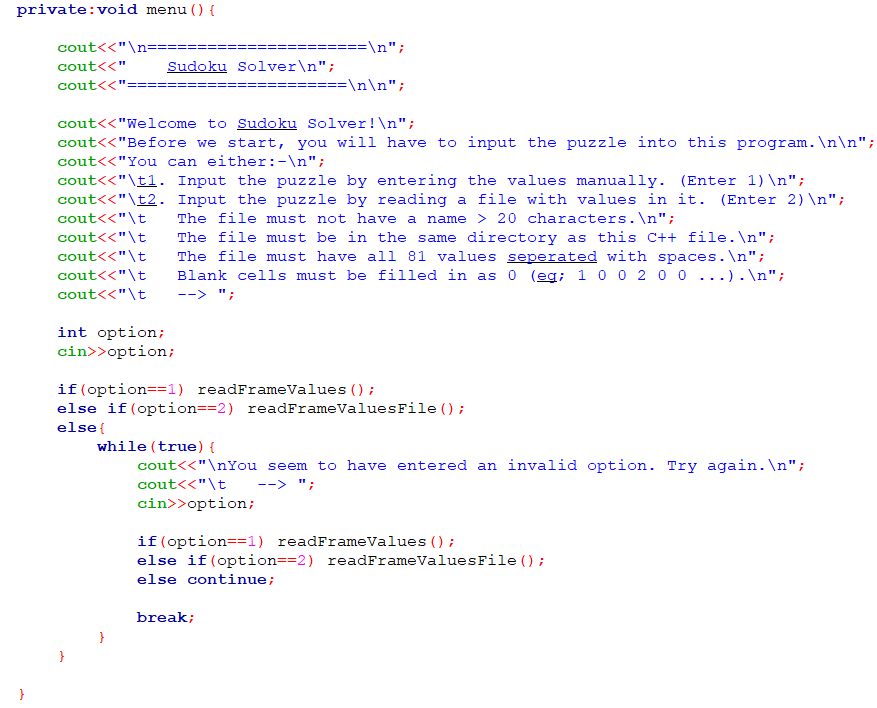 private:void menu(){
cout<<"\n======================\n";
cout<<"    Sudoku Solver\n";
cout<<"======================\n\n";
cout<<"Welcome to Sudoku Solver!\n";
cout<<"Before we start, you will have to input the puzzle into this program.\n\n";
cout<<"You can either:-\n";
cout<<"\t1. Input the puzzle by entering the values manually. (Enter 1)\n";
cout<<"\t2. Input the puzzle by reading a file with values in it. (Enter 2)\n";
cout<<"\t   The file must not have a name > 20 characters.\n";
cout<<"\t   The file must be in the same directory as this C++ file.\n";
cout<<"\t   The file must have all 81 values seperated with spaces.\n";
cout<<"\t   Blank cells must be filled in as 0 (eg; 1 0 0 2 0 0 ...).\n";
cout<<"\t   --> ";
int option;
cin>>option;
if(option==1) readFrameValues();
else if(option==2) readFrameValuesFile();
else{
while(true){
cout<<"\nYou seem to have entered an invalid option. Try again.\n";
cout<<"\t   --> ";
cin>>option;
if(option==1) readFrameValues();
else if(option==2) readFrameValuesFile();
else continue;
break;
}
}
}